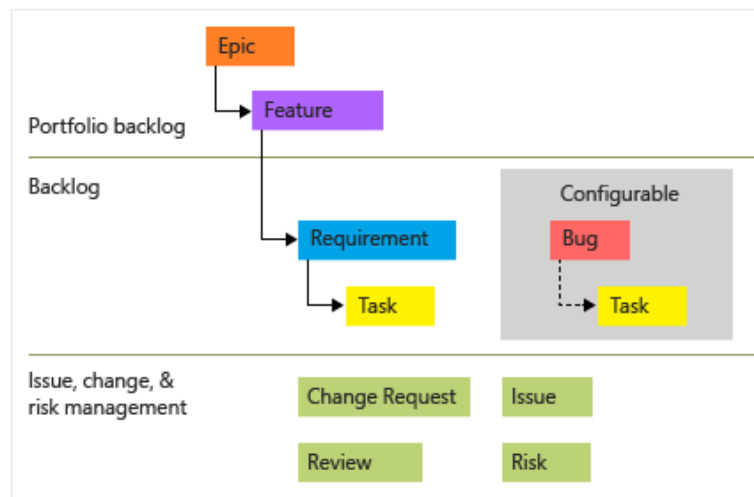 Epic
Feature
Portfolio backlog
Backlog
Configurable
Requirement
Bug
Task
Task
Issue, change, &
risk management
Change Request
Issue
Review
Risk